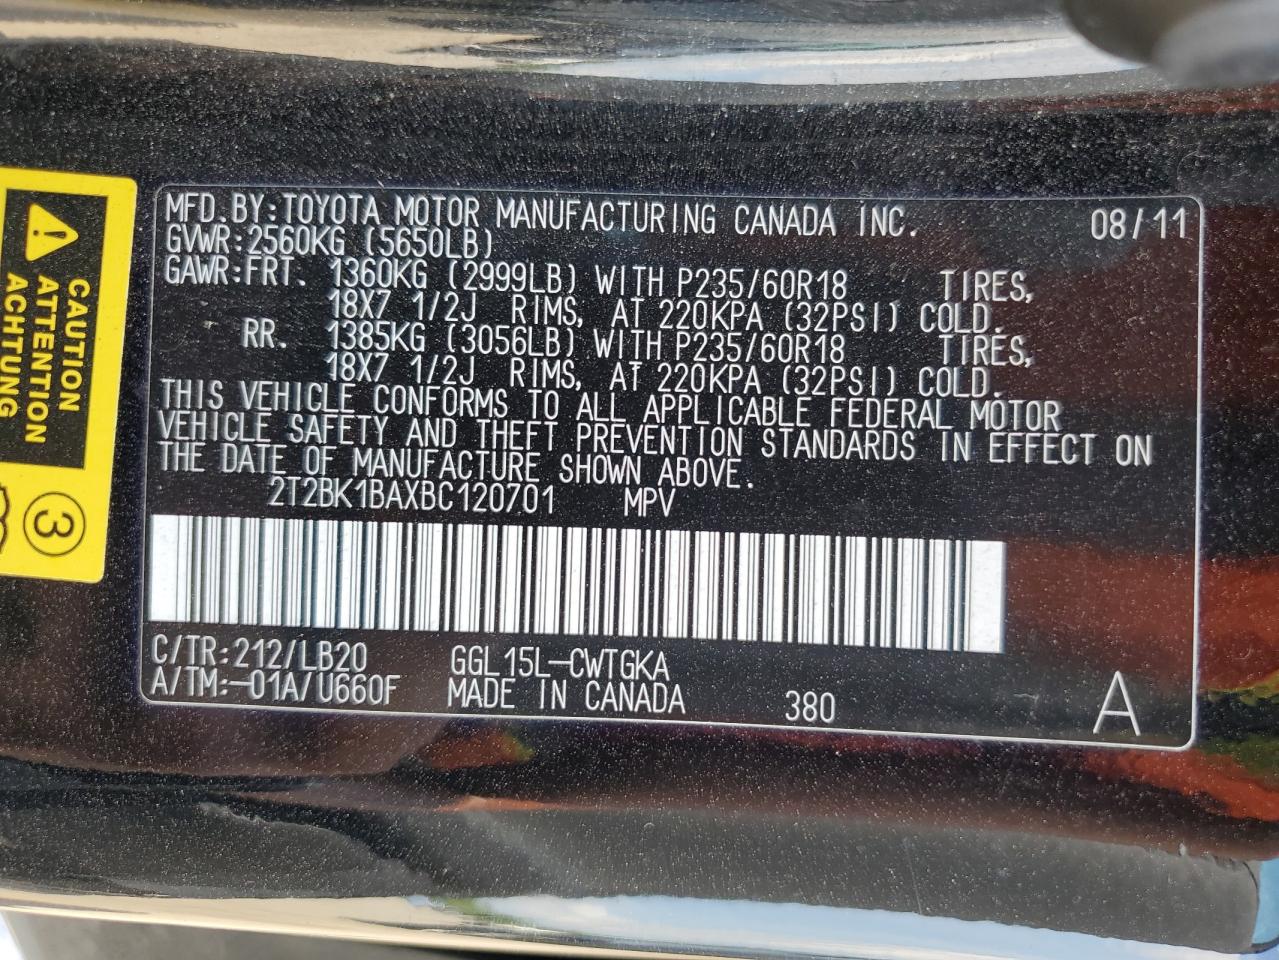 MFD.BY:TOYOTA MOTOR MANUFACTURING CANADA INC. 08/11
GVWR:2560KG (5650LB)
GAWR:FRT. 1360KG (2999LB) WITH P235/60R18 TIRES,
18X7 1/2J RIMS, AT 220KPA (32PSI) COLD.
RR. 1385KG (3056LB) WITH P235/60R18 TIRES,
18X7 1/2J RIMS, AT 220KPA (32PSI) COLD.
THIS VEHICLE CONFORMS TO ALL APPLICABLE FEDERAL MOTOR
VEHICLE SAFETY AND THEFT PREVENTION STANDARDS IN EFFECT ON
THE DATE OF MANUFACTURE SHOWN ABOVE.
2T2BK1BAXBC120701 MPV
C/TR:212/LB20 GGL15L-CWTGKA
A/TM:-01A/U660F MADE IN CANADA 380 A
CAUTION
ATTENTION
ACHTUNG
3